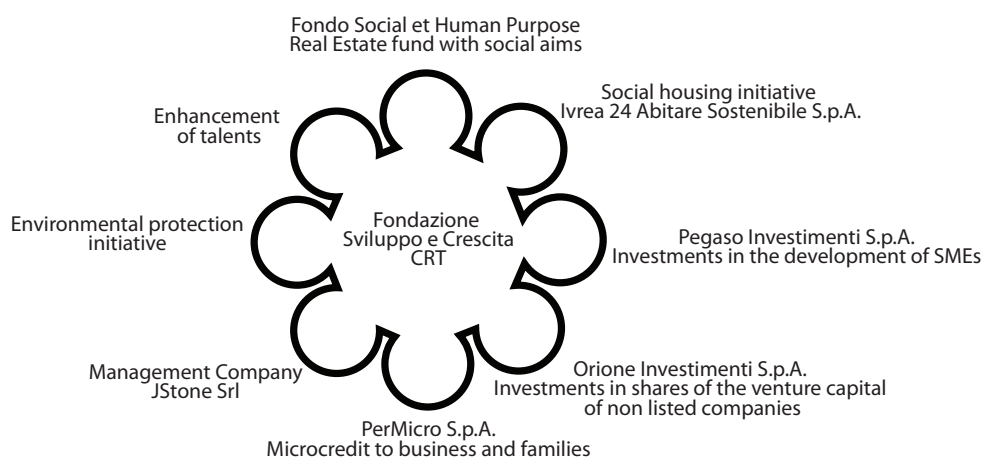 Fondo Social et Human Purpose
Real Estate fund with social aims
Social housing initiative
Ivrea 24 Abitare Sostenibile S.p.A.
Enhancement
of talents
Environmental protection
initiative
Fondazione
Sviluppo e Crescita
CRT
Pegaso Investimenti S.p.A.
Investments in the development of SMEs
Management Company
JStone Srl
Orione Investimenti S.p.A.
Investments in shares of the venture capital
of non listed companies
PerMicro S.p.A.
Microcredit to business and families